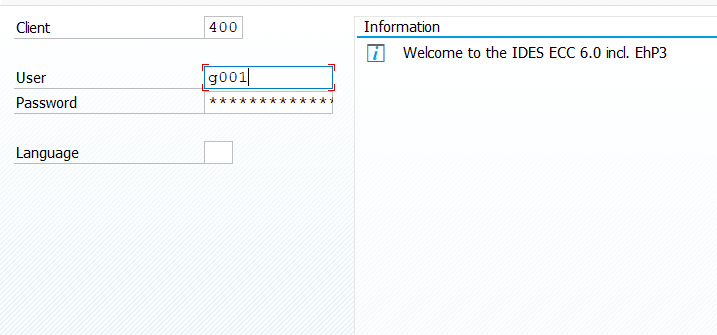 Client 400
User g001
Password *************
Language
Information
Welcome to the IDES ECC 6.0 incl. EhP3